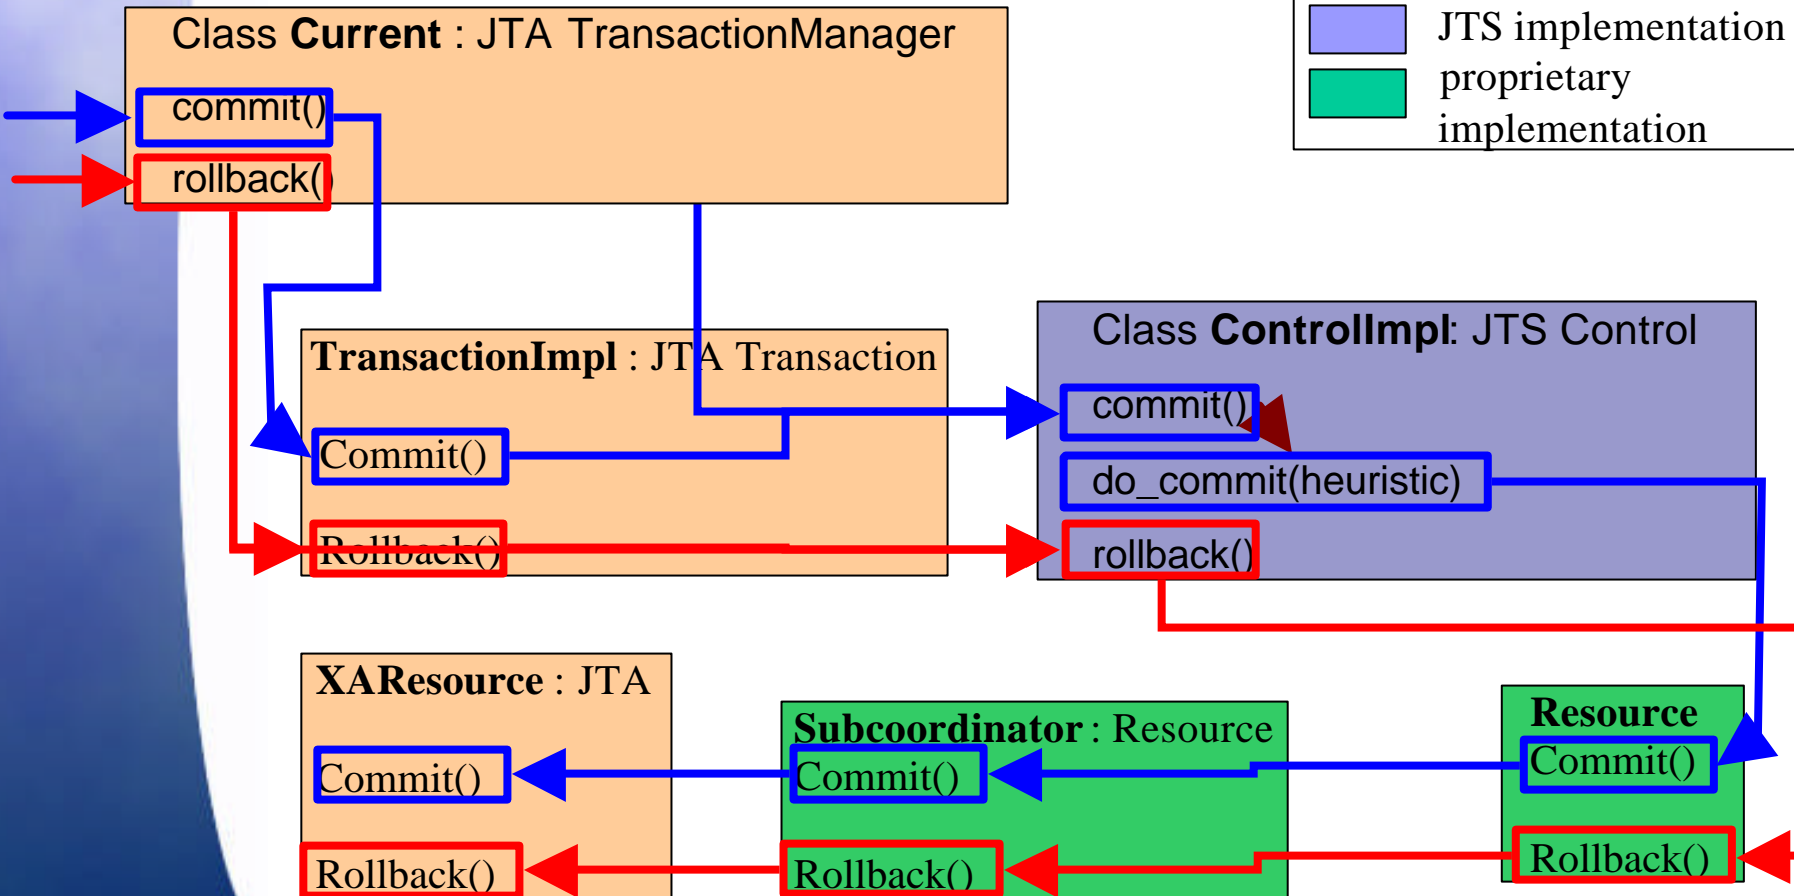 Class Current : JTA TransactionManager
commit()
rollback()
JTS implementation
proprietary
implementation
TransactionImpl : JTA Transaction
Commit()
Rollback()
Class ControlImpl: JTS Control
commit()
do_commit(heuristic)
rollback()
XAResource : JTA
Commit()
Rollback()
Subcoordinator : Resource
Commit()
Rollback()
Resource
Commit()
Rollback()